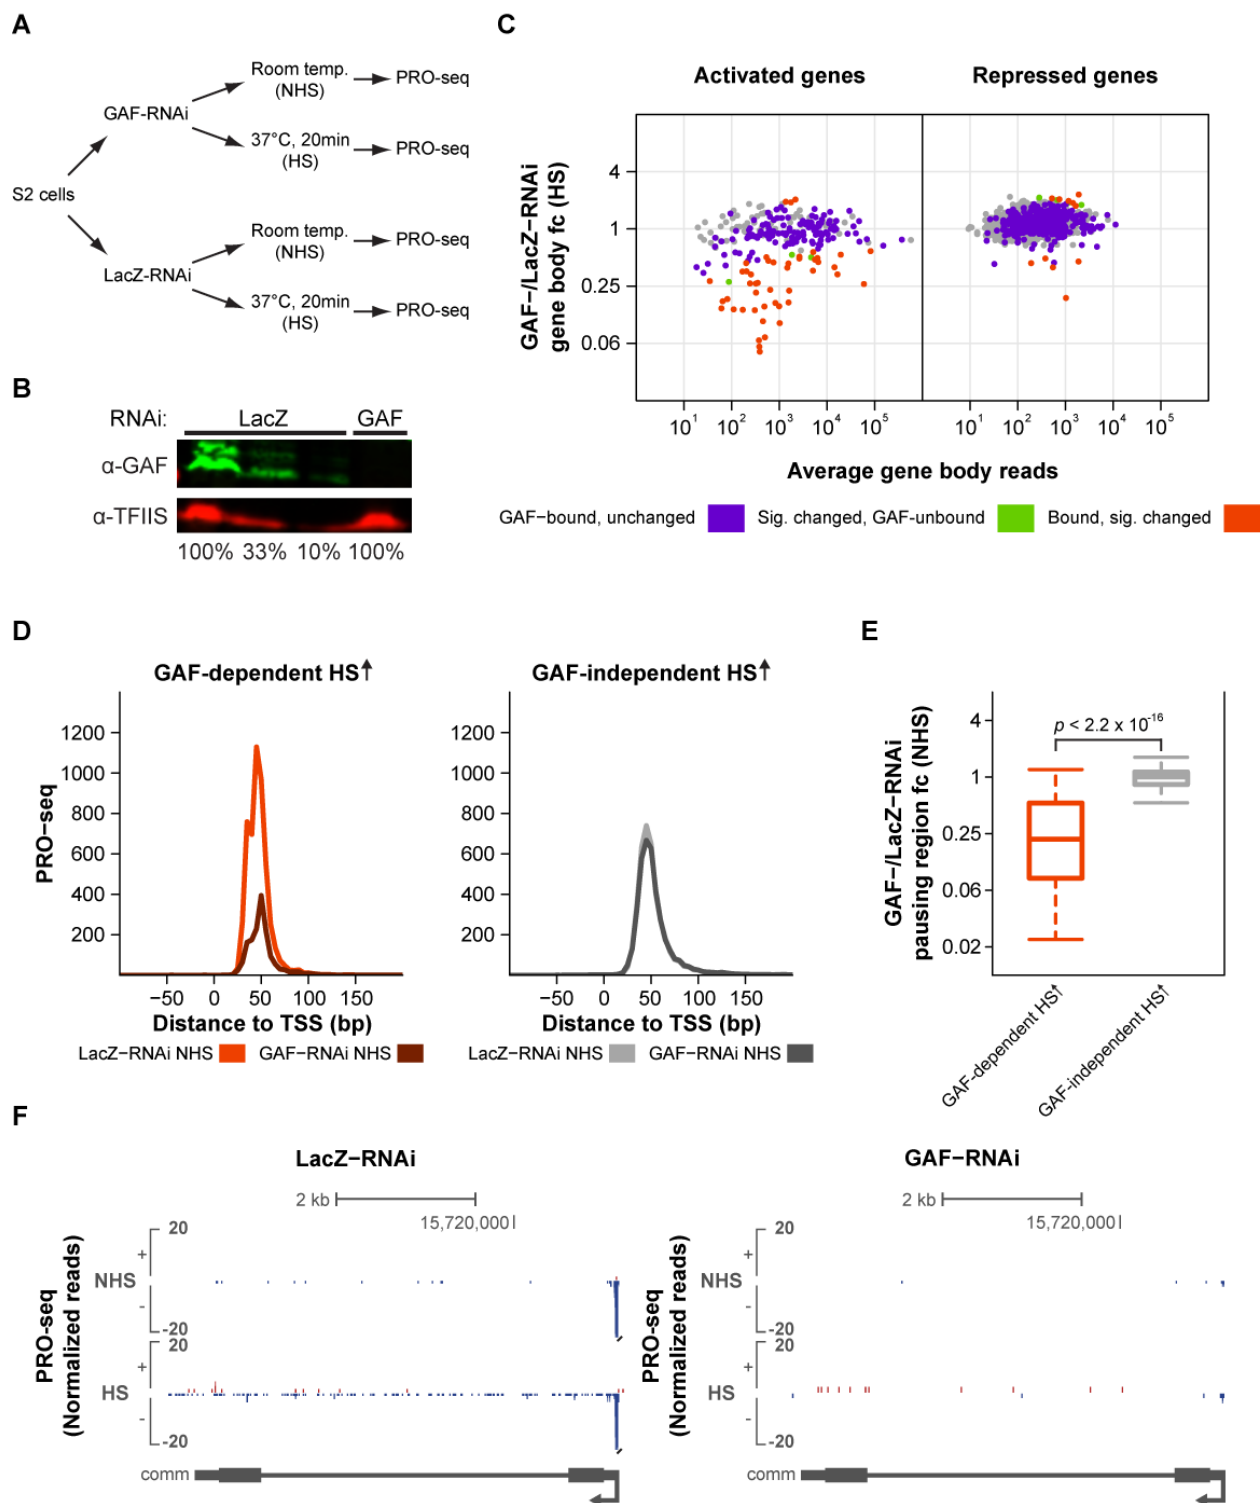 A
S2 cells
GAF-RNAi
LacZ-RNAi
Room temp.
(NHS)
PRO-seq
37°C, 20min
(HS)
PRO-seq
Room temp.
(NHS)
PRO-seq
37°C, 20min
(HS)
PRO-seq
B
RNAi:
LacZ
GAF
α-GAF
α-TFIIS
100% 33% 10% 100%
C
Activated genes
Repressed genes
GAF-/LacZ-RNAi
gene body fc (HS)
4
1
0.25
0.06
10¹ 10² 10³ 10⁴ 10⁵
10¹ 10² 10³ 10⁴ 10⁵
Average gene body reads
GAF-bound, unchanged
Sig. changed, GAF-unbound
Bound, sig. changed
D
GAF-dependent HS↑
PRO-seq
1200
1000
800
600
400
200
−50 0 50 100 150
Distance to TSS (bp)
LacZ-RNAi NHS
GAF-RNAi NHS
GAF-independent HS↑
1200
1000
800
600
400
200
−50 0 50 100 150
Distance to TSS (bp)
LacZ-RNAi NHS
GAF-RNAi NHS
E
GAF-/LacZ-RNAi
pausing region fc (NHS)
4
1
0.25
0.06
0.02
p < 2.2 x 10⁻¹⁶
GAF-dependent HS↑
GAF-independent HS↑
F
LacZ-RNAi
2 kb
15,720,000
PRO-seq
(Normalized reads)
20
+
NHS
-
-20
20
+
HS
-
-20
comm
GAF-RNAi
2 kb
15,720,000
PRO-seq
(Normalized reads)
20
+
NHS
-
-20
20
+
HS
-
-20
comm